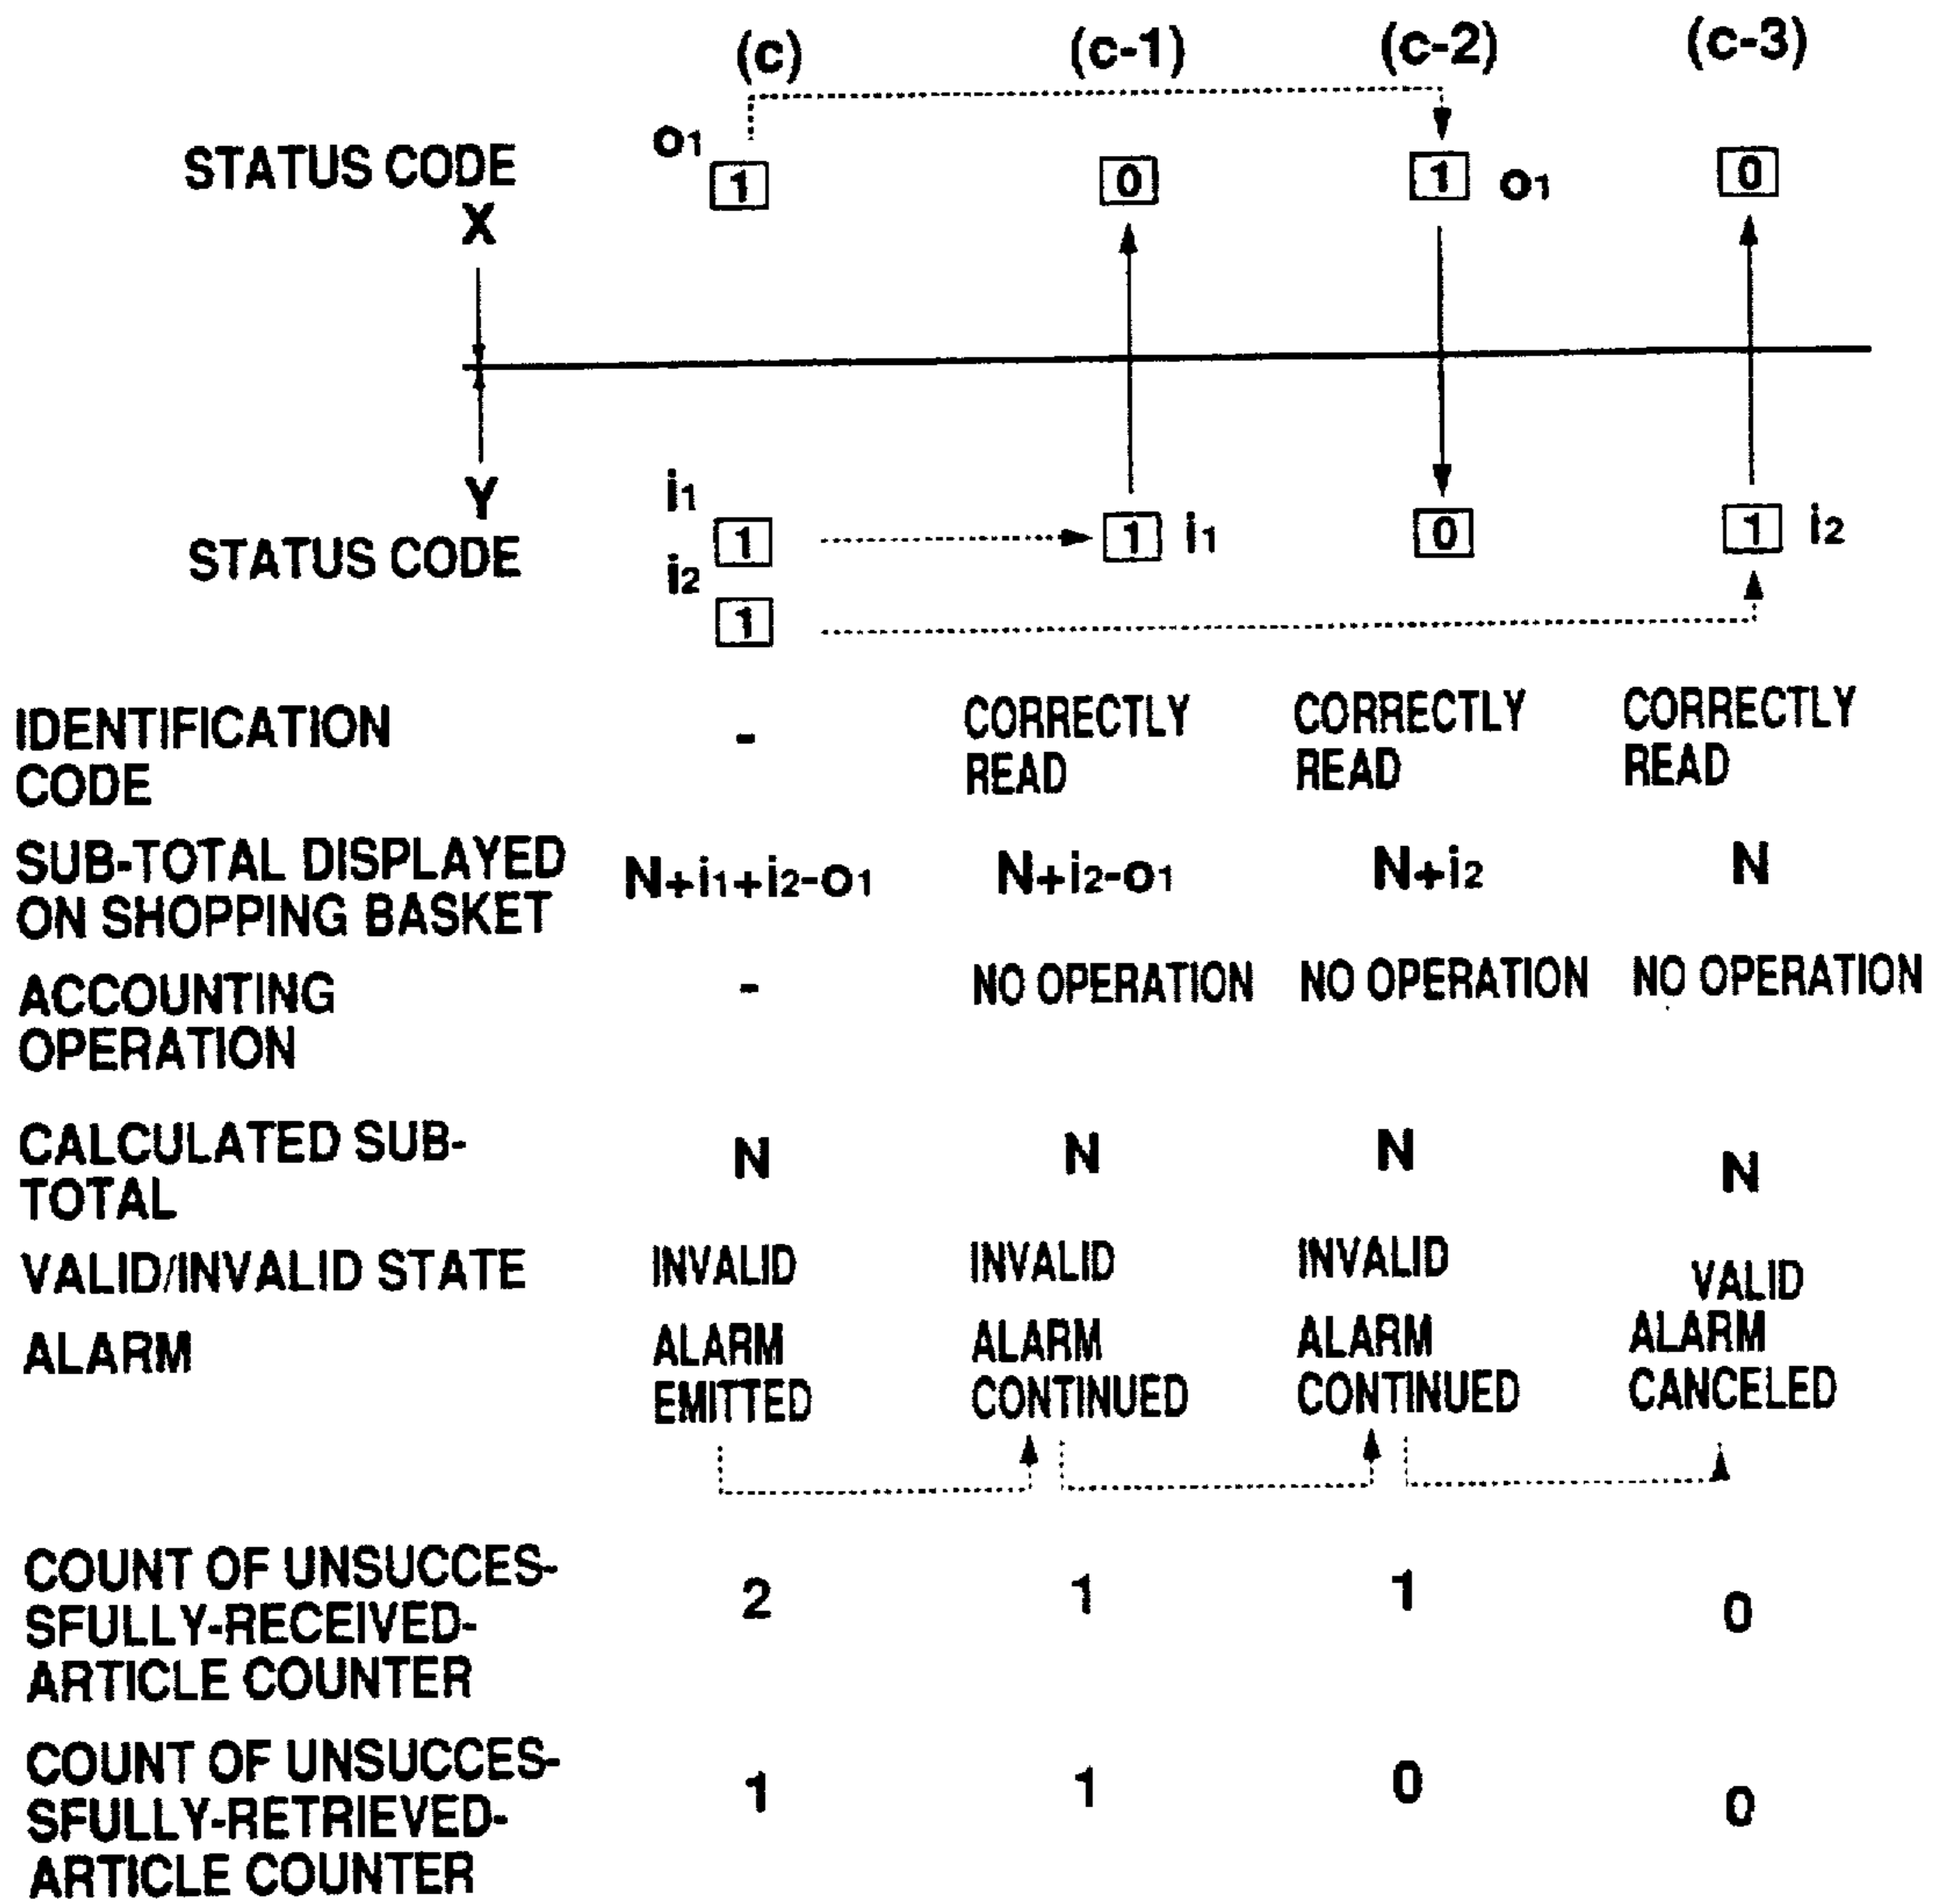 (c) (c-1) (c-2) (c-3)
o1
STATUS CODE 1 0 1 o1 0
X
Y
i1
STATUS CODE 1 1 i1 0 1 i2
i2
1
IDENTIFICATION CODE - CORRECTLY READ CORRECTLY READ CORRECTLY READ
SUB-TOTAL DISPLAYED ON SHOPPING BASKET N+i1+i2-o1 N+i2-o1 N+i2 N
ACCOUNTING OPERATION - NO OPERATION NO OPERATION NO OPERATION
CALCULATED SUB-
TOTAL N N N N
VALID/INVALID STATE INVALID INVALID INVALID VALID
ALARM ALARM EMITTED ALARM CONTINUED ALARM CONTINUED ALARM CANCELED
COUNT OF UNSUCCES-
SFULLY-RECEIVED-
ARTICLE COUNTER 2 1 1 0
COUNT OF UNSUCCES-
SFULLY-RETRIEVED-
ARTICLE COUNTER 1 1 0 0